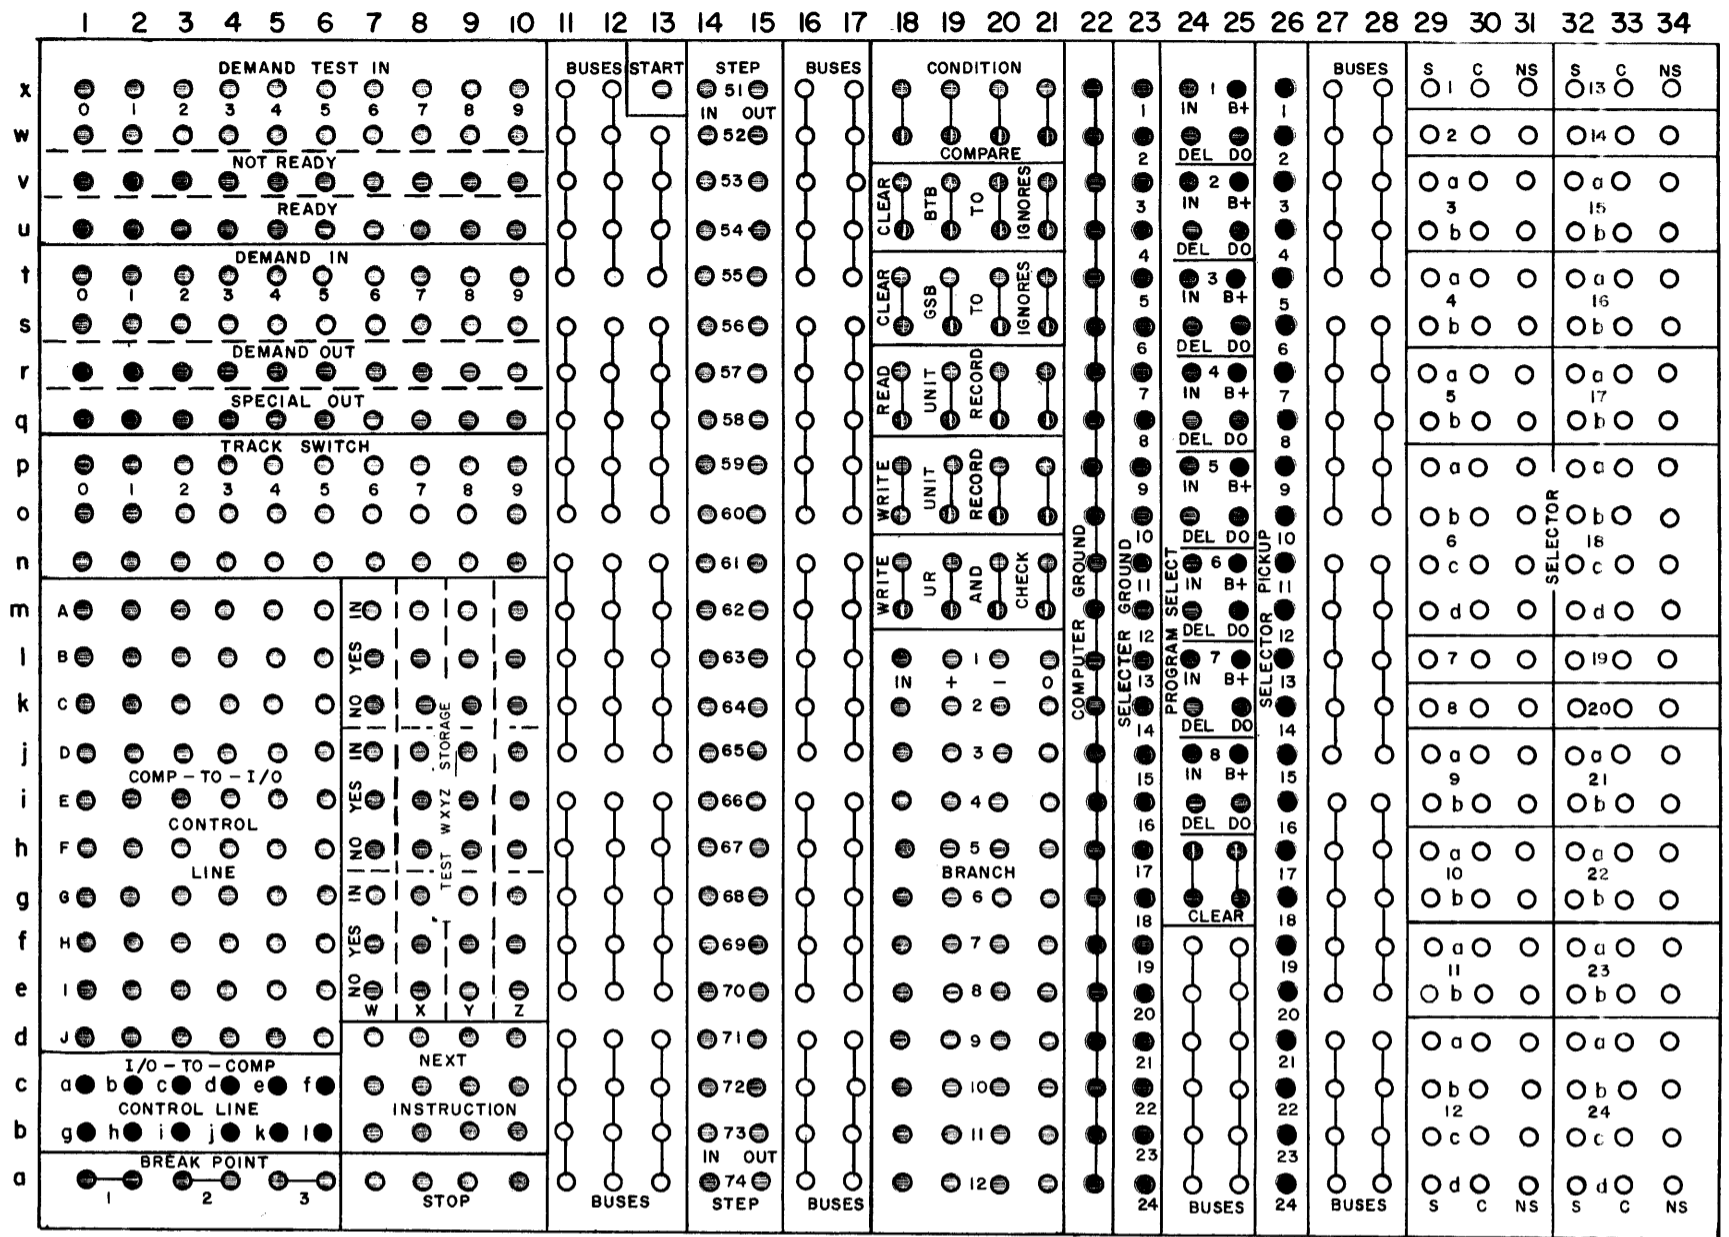 1 2 3 4 5 6 7 8 9 10 11 12 13 14 15 16 17 18 19 20 21 22 23 24 25 26 27 28 29 30 31 32 33 34
DEMAND TEST IN BUSES START STEP BUSES CONDITION BUSES S C NS S C NS
x 51 1 1 13
0 1 2 3 4 5 6 7 8 9 IN OUT 1 IN B+ 1
w 52 2 14
NOT READY COMPARE 2 DEL DO 2
v 53 2 a a
READY 3 IN B+ 3 3 15
u 54 b b
DEMAND IN 4 DEL DO 4
CLEAR BTB TO IGNORES
t 55 3 a a
0 1 2 3 4 5 6 7 8 9 5 IN B+ 5 4 16
s 56 b b
DEMAND OUT 6 DEL DO 6
CLEAR GSB TO IGNORES
r 57 4 a a
SPECIAL OUT 7 IN B+ 7 5 17
q 58 b b
TRACK SWITCH 8 DEL DO 8
READ UNIT RECORD
p 59 5 a a
0 1 2 3 4 5 6 7 8 9 9 IN B+ 9
o 60 b b
10 DEL DO 10 6 18
WRITE UNIT RECORD
n 61 6 c c
11 IN B+ 11
m A IN 62 d d
12 DEL DO 12
WRITE UR AND CHECK
COMPUTER GROUND
SELECTER GROUND
PROGRAM SELECT
SELECTOR PICKUP
SELECTOR
l B YES 63 1 7 7 19
IN + - O 13 IN B+ 13
k C NO 64 2 8 20
14 DEL DO 14
j D IN 65 3 8 a a
COMP-TO-I/O 15 IN B+ 15 9 21
i E YES 66 4 b b
CONTROL 16 DEL DO 16
h F NO 67 5 a a
LINE BRANCH 17 17 10 22
g G IN 68 6 b b
18 CLEAR 18
TEST WXYZ STORAGE
f H YES 69 7 a a
19 19 11 23
e I NO 70 8 b b
W X Y Z 20 20
d J 71 9 a a
I/O-TO-COMP NEXT 21 21
c a b c d e f 72 10 b b
CONTROL LINE INSTRUCTION 22 22 12 24
b g h i j k l 73 11 c c
BREAK POINT IN OUT 23 23
a 74 12 d d
1 2 3 STOP BUSES STEP BUSES 24 BUSES 24 BUSES S C NS S C NS